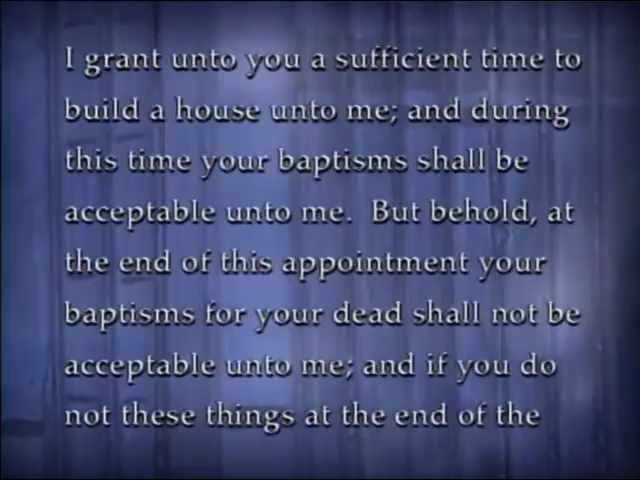 I grant unto you a sufficient time to
build a house unto me; and during
this time your baptisms shall be
acceptable unto me.  But behold, at
the end of this appointment your
baptisms for your dead shall not be
acceptable unto me; and if you do
not these things at the end of the